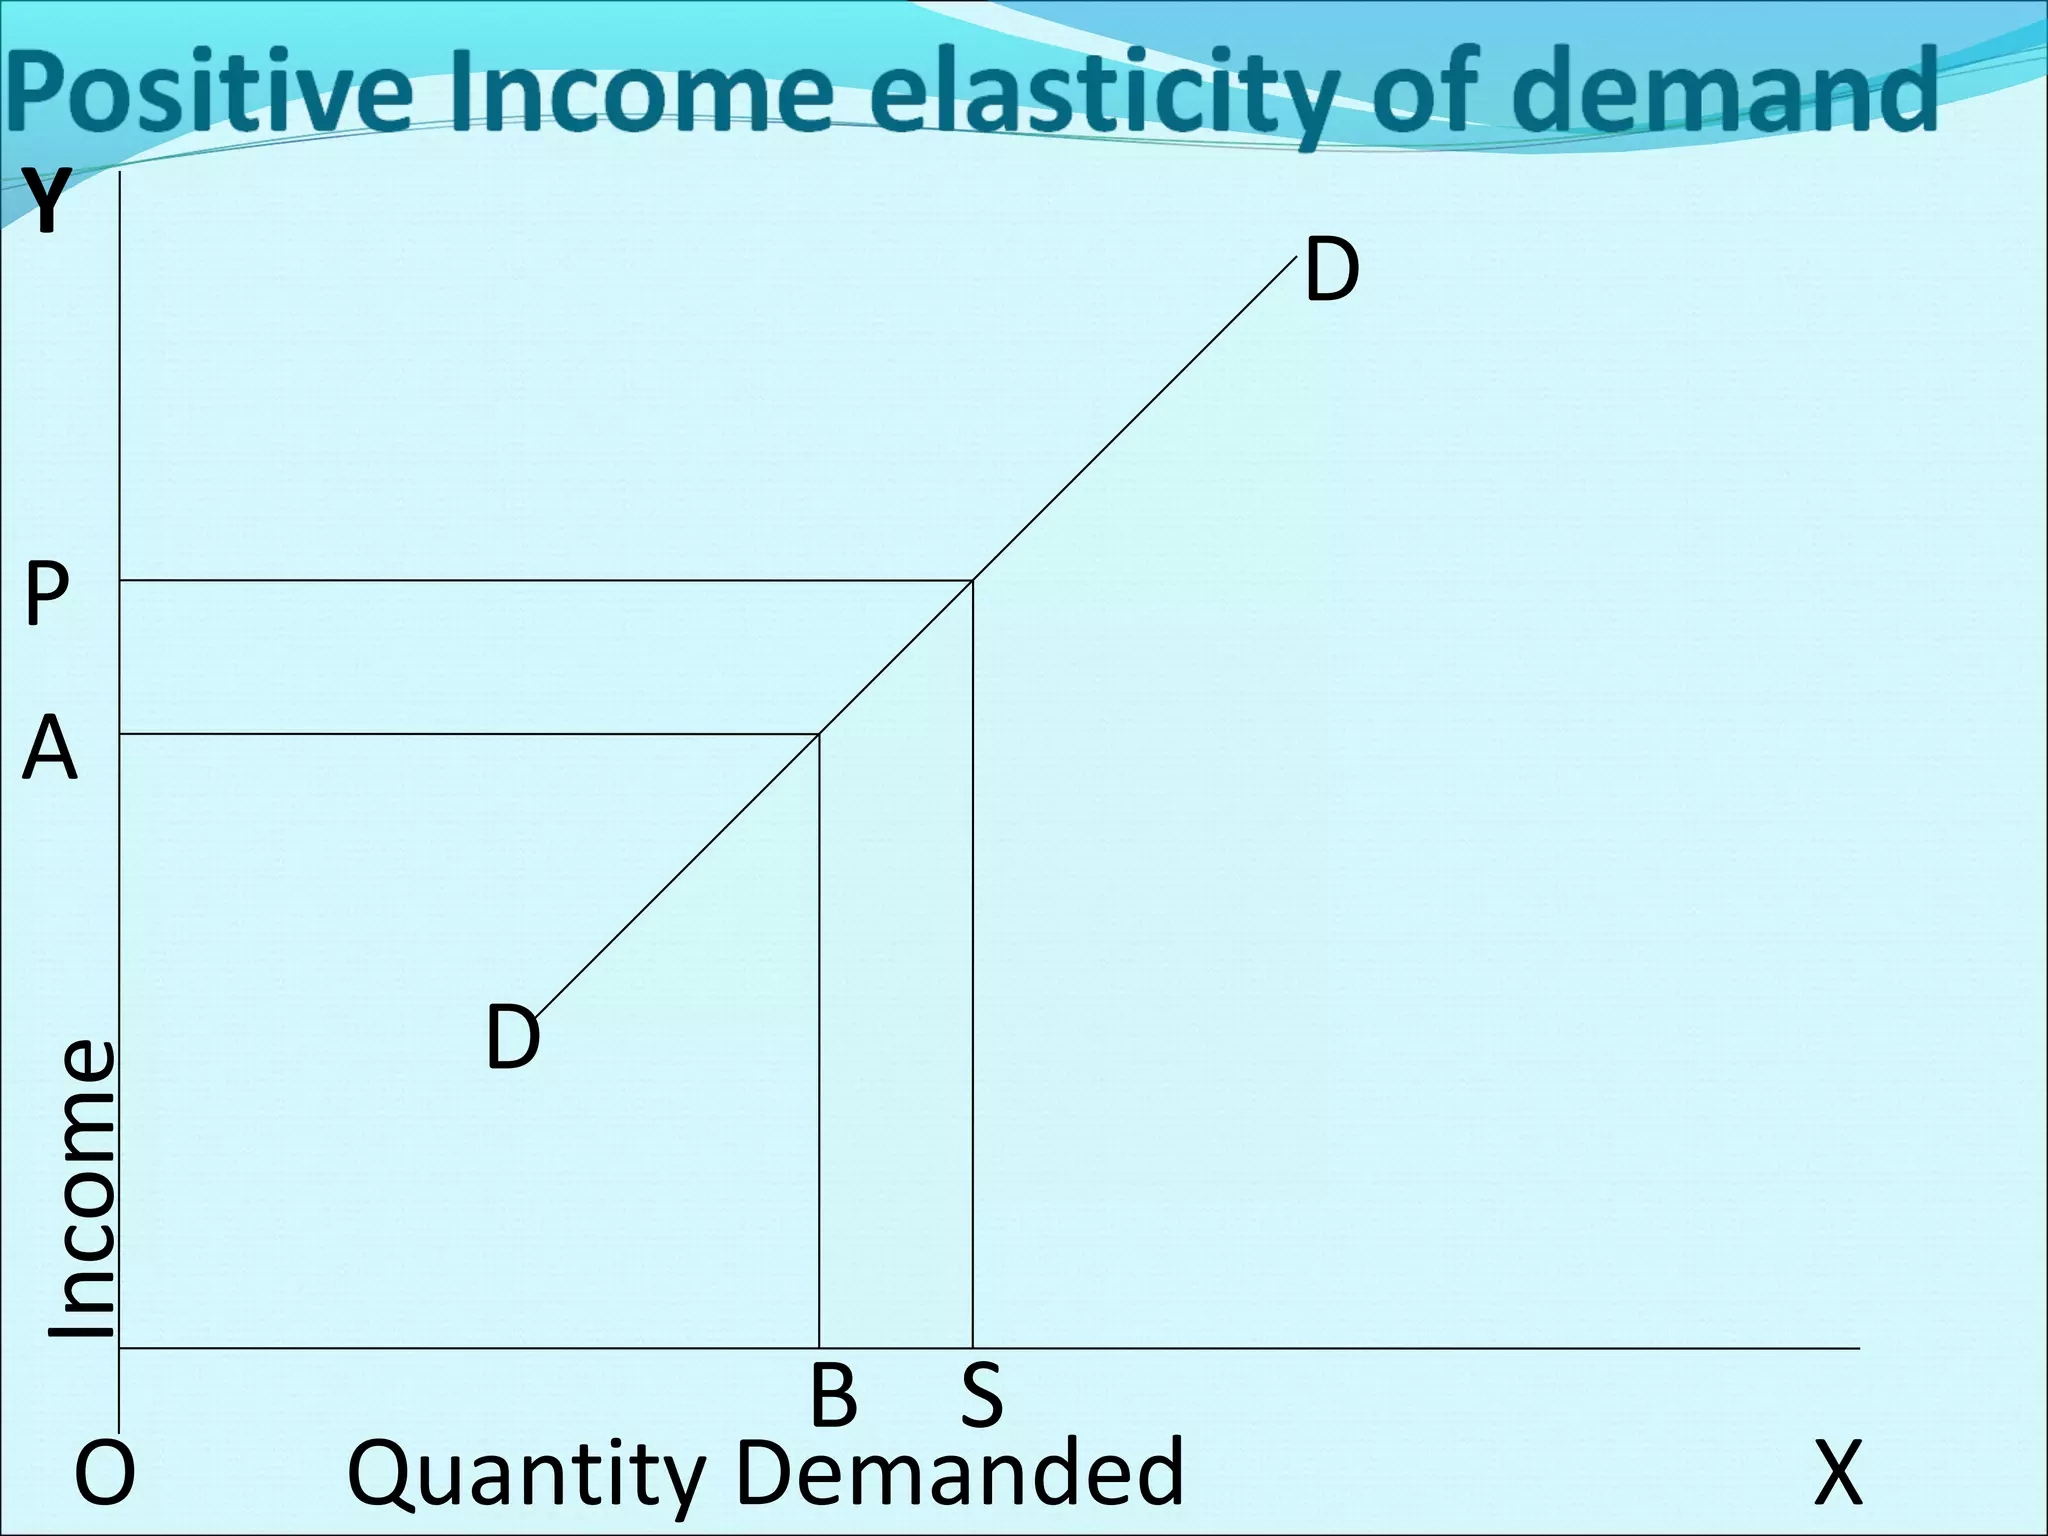 Positive Income elasticity of demand
Y
D
P
A
D
Income
B S
O Quantity Demanded X